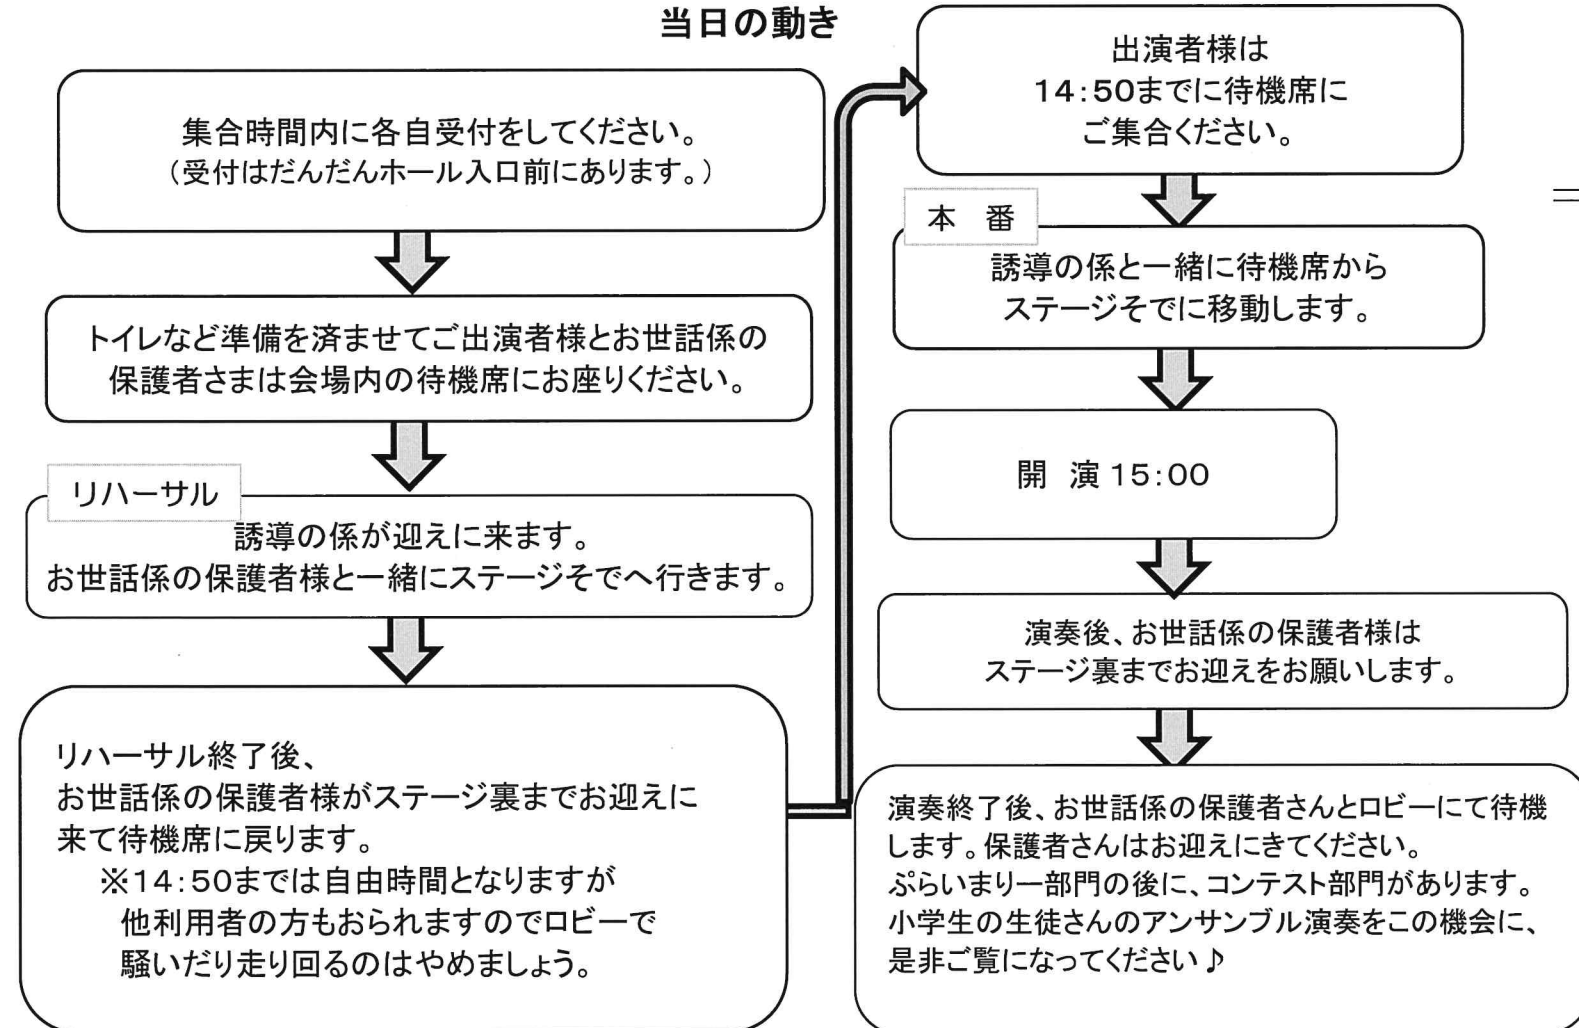 当日の動き
集合時間内に各自受付をしてください。
(受付はだんだんホール入口前にあります。)
トイレなど準備を済ませてご出演者様とお世話係の
保護者さまは会場内の待機席にお座りください。
リハーサル
誘導の係が迎えに来ます。
お世話係の保護者様と一緒にステージそでへ行きます。
リハーサル終了後、
お世話係の保護者様がステージ裏までお迎えに
来て待機席に戻ります。
※14:50までは自由時間となりますが
他利用者の方もおられますのでロビーで
騒いだり走り回るのはやめましょう。
出演者様は
14:50までに待機席に
ご集合ください。
本 番
誘導の係と一緒に待機席から
ステージそでに移動します。
開 演 15:00
演奏後、お世話係の保護者様は
ステージ裏までお迎えをお願いします。
演奏終了後、お世話係の保護者さんとロビーにて待機
します。保護者さんはお迎えにきてください。
ぷらいまりー部門の後に、コンテスト部門があります。
小学生の生徒さんのアンサンブル演奏をこの機会に、
是非ご覧になってください♪